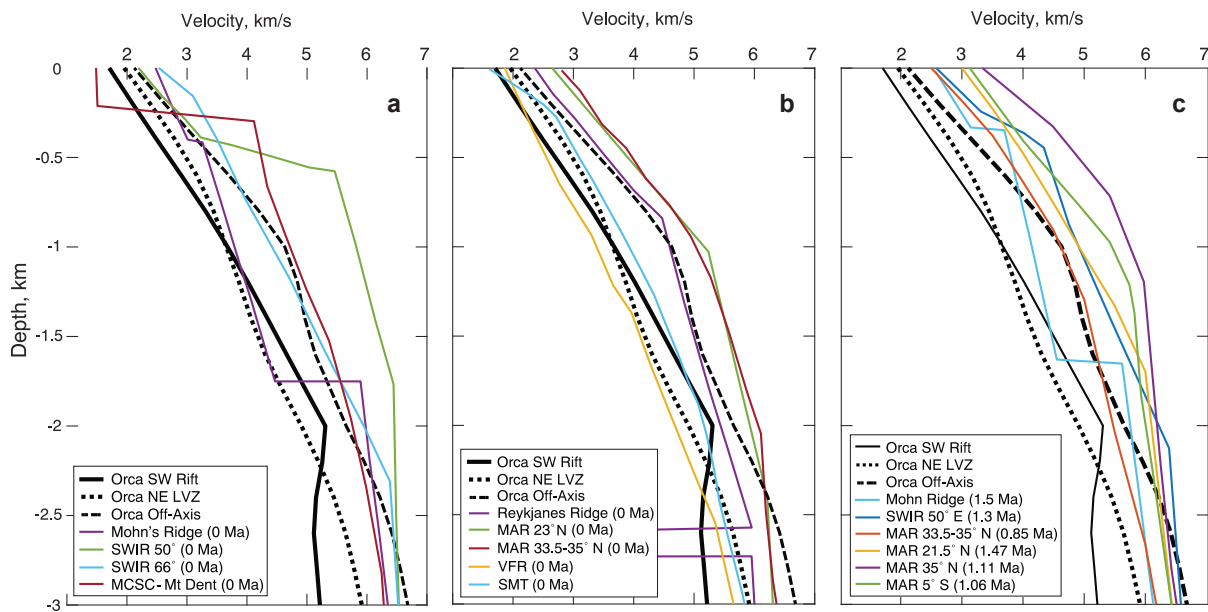 Velocity, km/s
Velocity, km/s
Velocity, km/s
2 3 4 5 6 7
2 3 4 5 6 7
2 3 4 5 6 7
Depth, km
0
-0.5
-1
-1.5
-2
-2.5
-3
a
Orca SW Rift
Orca NE LVZ
Orca Off-Axis
Mohn's Ridge (0 Ma)
SWIR 50° (0 Ma)
SWIR 66° (0 Ma)
MCSC- Mt Dent (0 Ma)
b
Orca SW Rift
Orca NE LVZ
Orca Off-Axis
Reykjanes Ridge (0 Ma)
MAR 23° N (0 Ma)
MAR 33.5-35° N (0 Ma)
VFR (0 Ma)
SMT (0 Ma)
c
Orca SW Rift
Orca NE LVZ
Orca Off-Axis
Mohn Ridge (1.5 Ma)
SWIR 50° E (1.3 Ma)
MAR 33.5-35° N (0.85 Ma)
MAR 21.5° N (1.47 Ma)
MAR 35° N (1.11 Ma)
MAR 5° S (1.06 Ma)